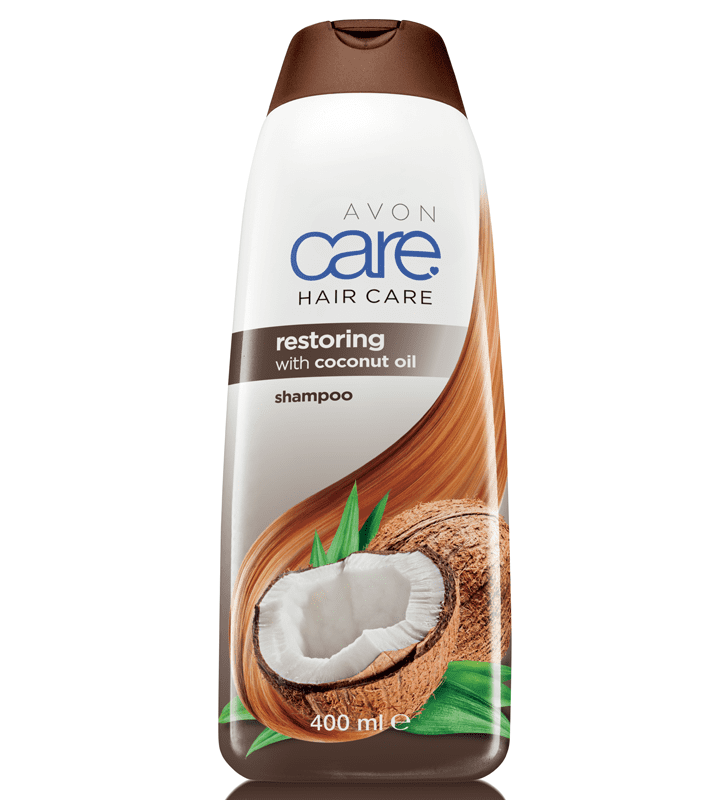 AVON
care
HAIR CARE
restoring
with coconut oil
shampoo
400 ml ℮